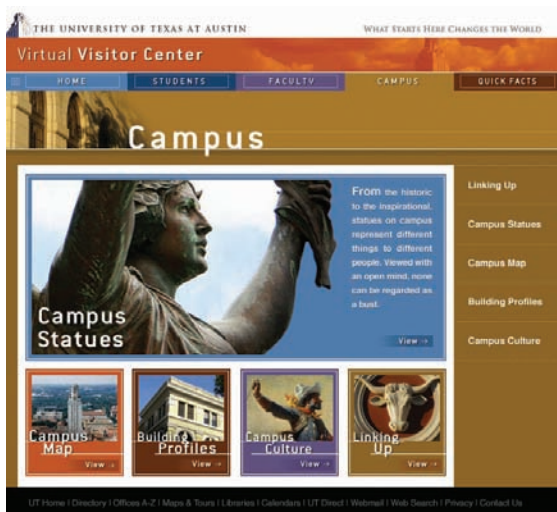 THE UNIVERSITY OF TEXAS AT AUSTIN
WHAT STARTS HERE CHANGES THE WORLD
Virtual Visitor Center
HOME
STUDENTS
FACULTY
CAMPUS
QUICK FACTS
Campus
From the historic
to the inspirational,
statues on campus
represent different
things to different
people. Viewed with
an open mind, none
can be regarded as
a bust.
Campus
Statues
View →
Linking Up
Campus Statues
Campus Map
Building Profiles
Campus Culture
Campus
Map
View →
Building
Profiles
View →
Campus
Culture
View →
Linking
Up
View →
UT Home | Directory | Offices A-Z | Maps & Tours | Libraries | Calendars | UT Direct | Webmail | Web Search | Privacy | Contact Us